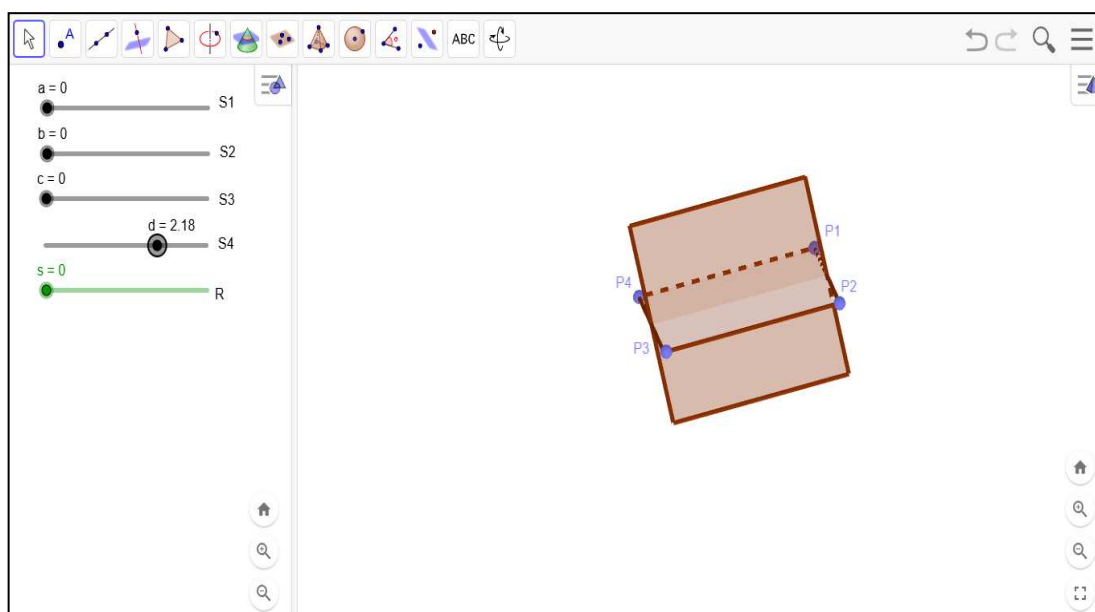 A
ABC
a = 0
S1
b = 0
S2
c = 0
S3
d = 2.18
S4
s = 0
R
P1
P4
P2
P3